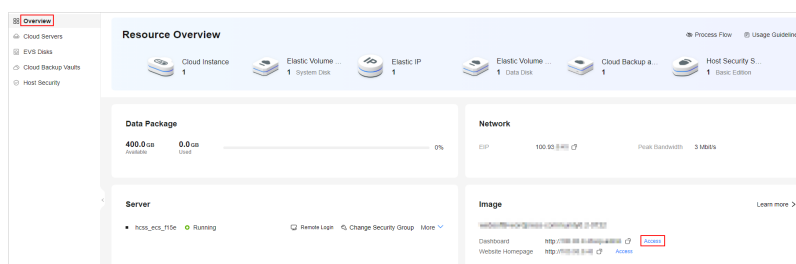 Overview
Cloud Servers
EVS Disks
Cloud Backup Vaults
Host Security
Resource Overview
Process Flow Usage Guideline
Cloud Instance
1
Elastic Volume ...
1 System Disk
Elastic IP
1
Elastic Volume ...
1 Data Disk
Cloud Backup a...
1
Host Security S...
1 Basic Edition
Data Package
400.0 GB 0.0 GB
Available Used
0%
Network
EIP 100.93 Peak Bandwidth 3 Mbit/s
Server
hcss_ecs_f15e Running Remote Login Change Security Group More
Image Learn more
Dashboard http:// Access
Website Homepage http:// Access